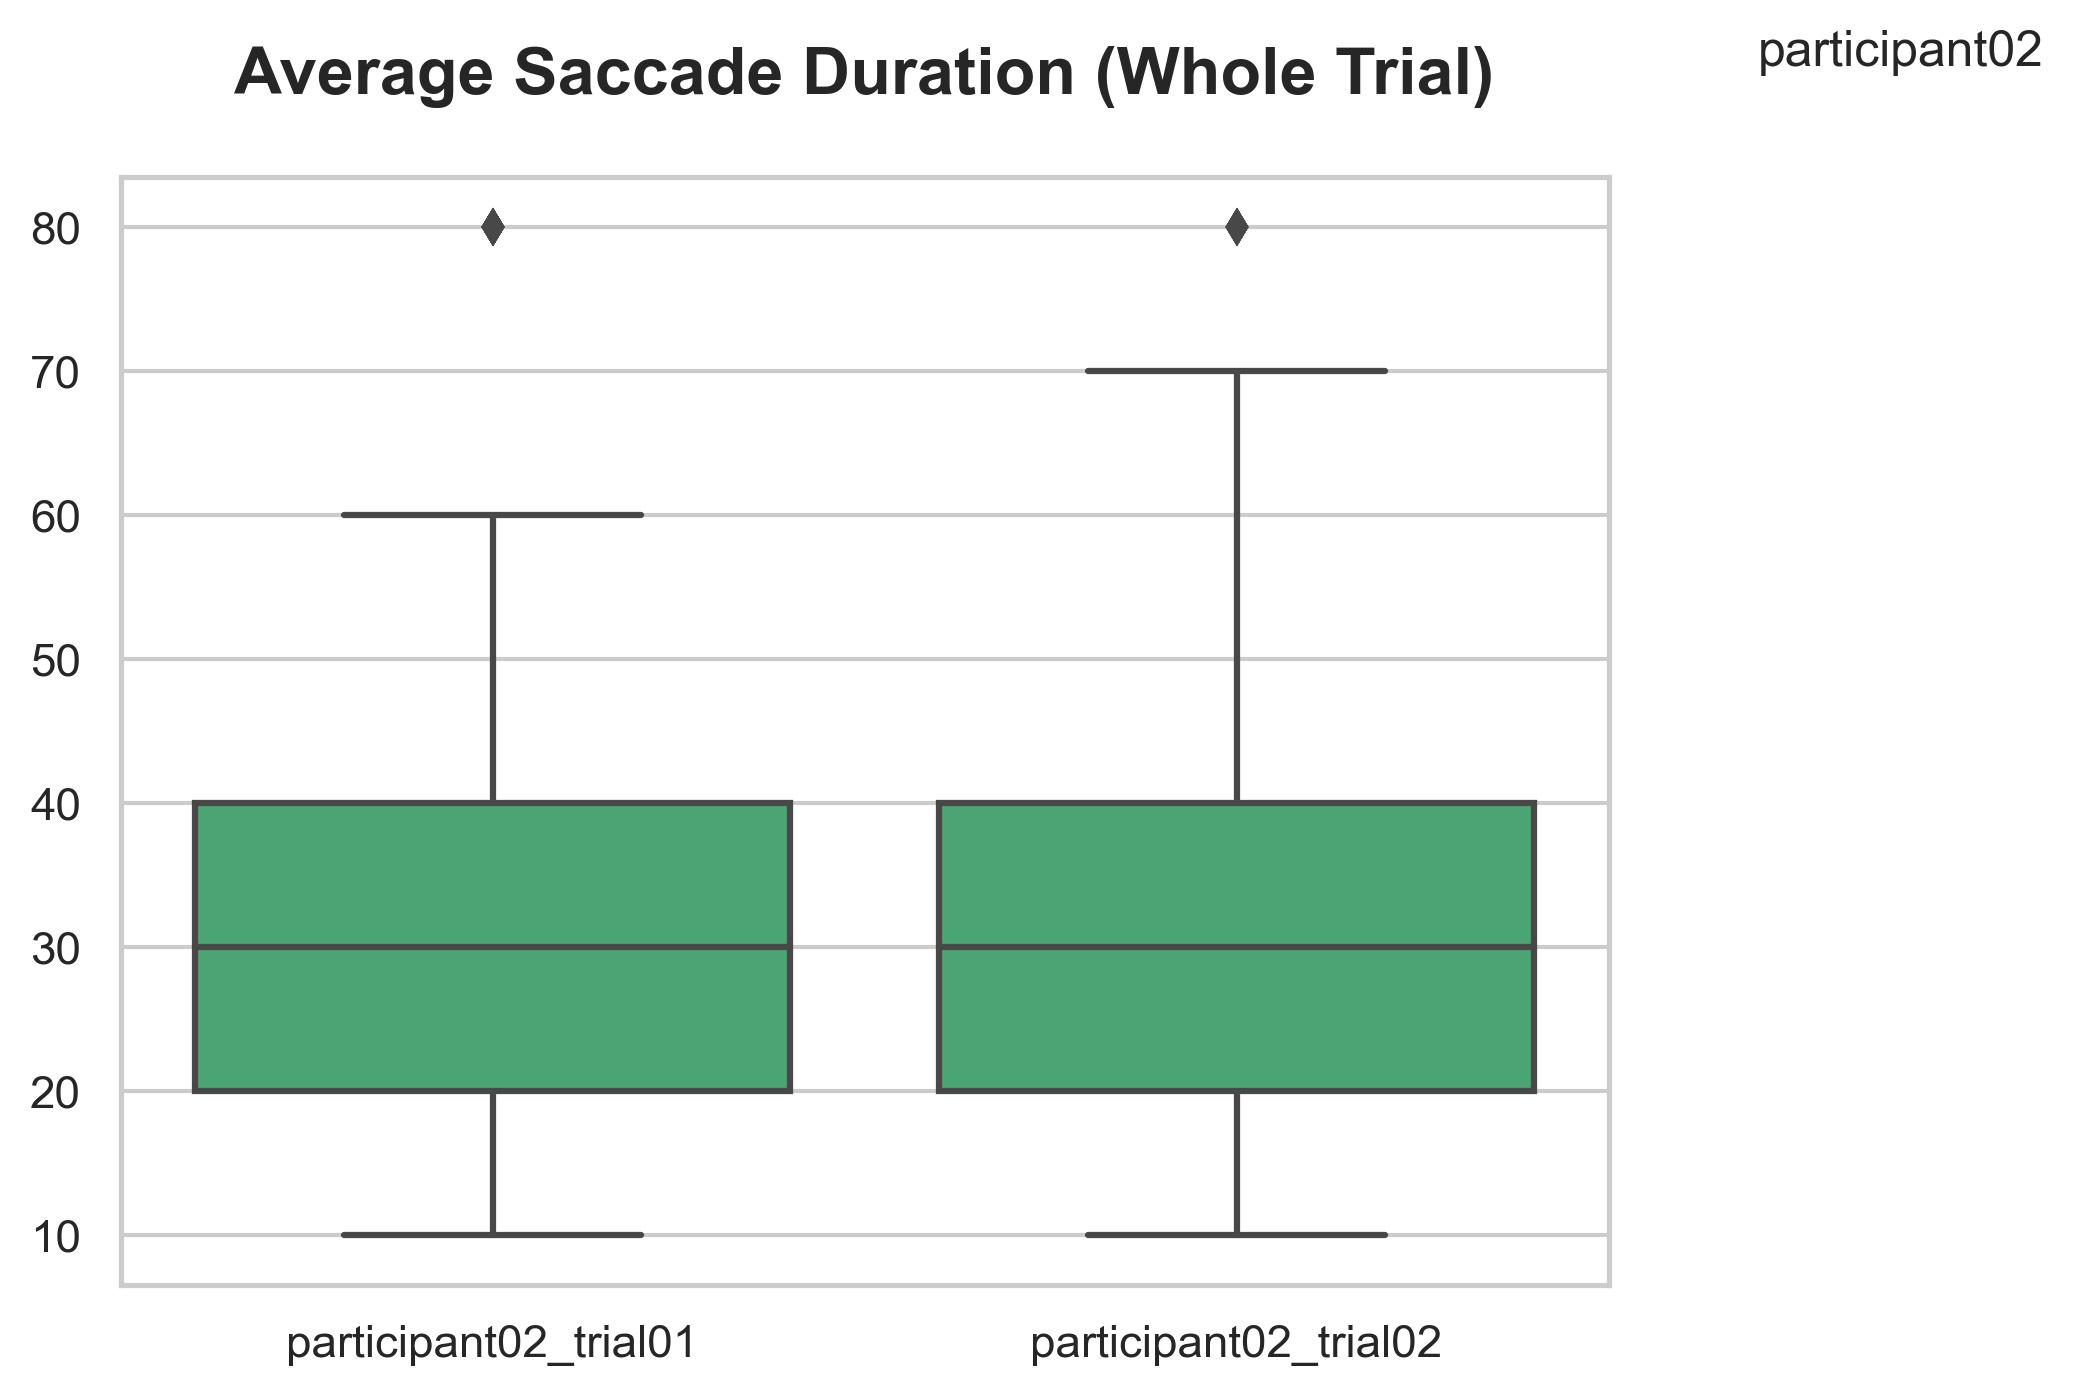 participant02
Average Saccade Duration (Whole Trial)
80
70
60
50
40
30
20
10
participant02_trial01
participant02_trial02